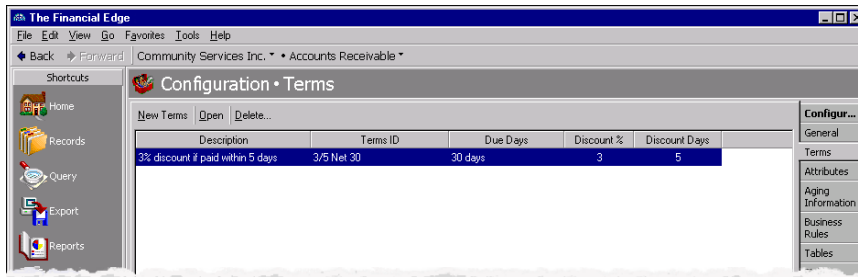 The Financial Edge
File Edit View Go Favorites Tools Help
Back Forward Community Services Inc. • Accounts Receivable
Shortcuts
Home
Records
Query
Export
Reports
Configuration • Terms
New Terms Open Delete...
Description Terms ID Due Days Discount % Discount Days
3% discount if paid within 5 days 3/5 Net 30 30 days 3 5
Configur...
General
Terms
Attributes
Aging
Information
Business
Rules
Tables